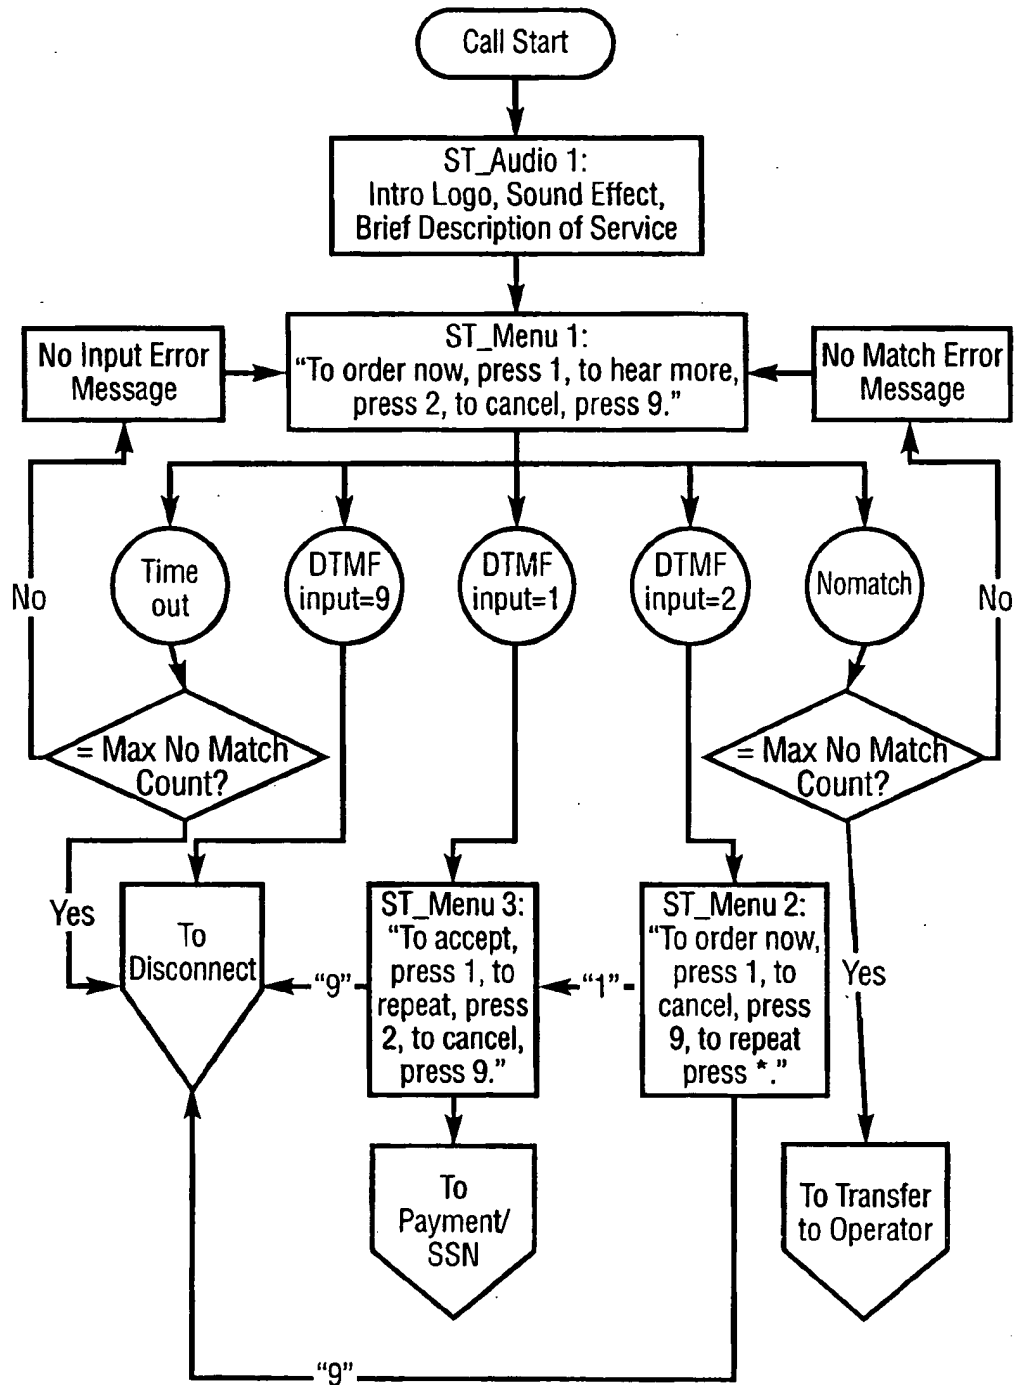 Call Start
ST_Audio 1:
Intro Logo, Sound Effect,
Brief Description of Service
No Input Error
Message
ST_Menu 1:
“To order now, press 1, to hear more,
press 2, to cancel, press 9.”
No Match Error
Message
Time
out
DTMF
input=9
DTMF
input=1
DTMF
input=2
Nomatch
No
No
= Max No Match
Count?
= Max No Match
Count?
Yes
To
Disconnect
“9”
ST_Menu 3:
“To accept,
press 1, to
repeat, press
2, to cancel,
press 9.”
“1”
ST_Menu 2:
“To order now,
press 1, to
cancel, press
9, to repeat
press *.”
Yes
To
Payment/
SSN
To Transfer
to Operator
“9”